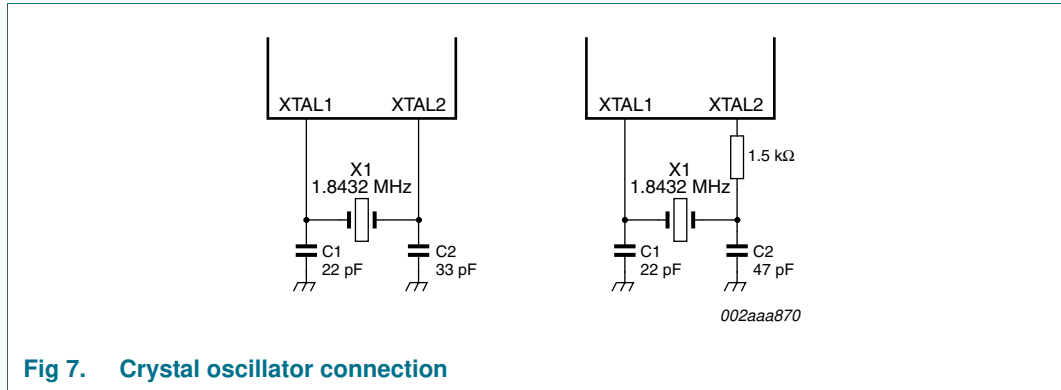 XTAL1 XTAL2
X1
1.8432 MHz
C1
22 pF
C2
33 pF
XTAL1 XTAL2
1.5 kΩ
X1
1.8432 MHz
C1
22 pF
C2
47 pF
002aaa870
Fig 7. Crystal oscillator connection